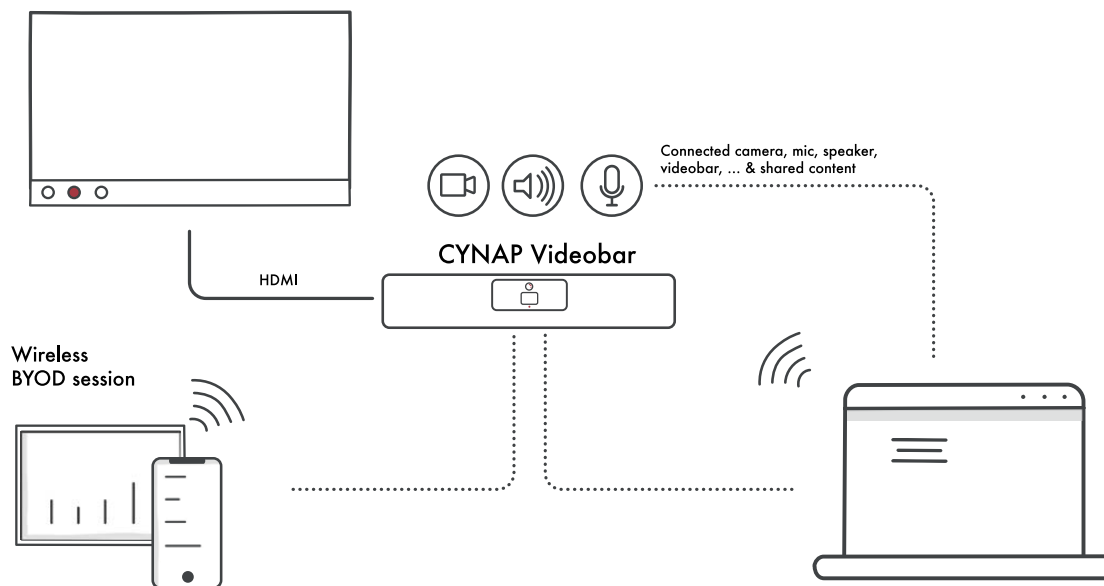 Connected camera, mic, speaker,
videobar, ... & shared content
CYNAP Videobar
HDMI
Wireless
BYOD session